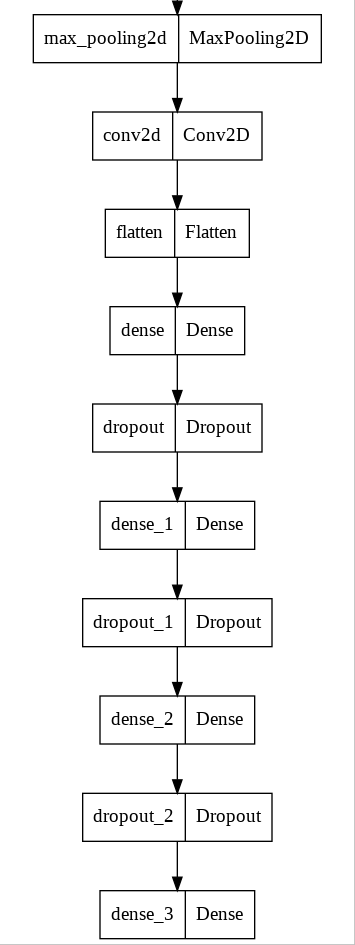 max_pooling2d MaxPooling2D
conv2d Conv2D
flatten Flatten
dense Dense
dropout Dropout
dense_1 Dense
dropout_1 Dropout
dense_2 Dense
dropout_2 Dropout
dense_3 Dense